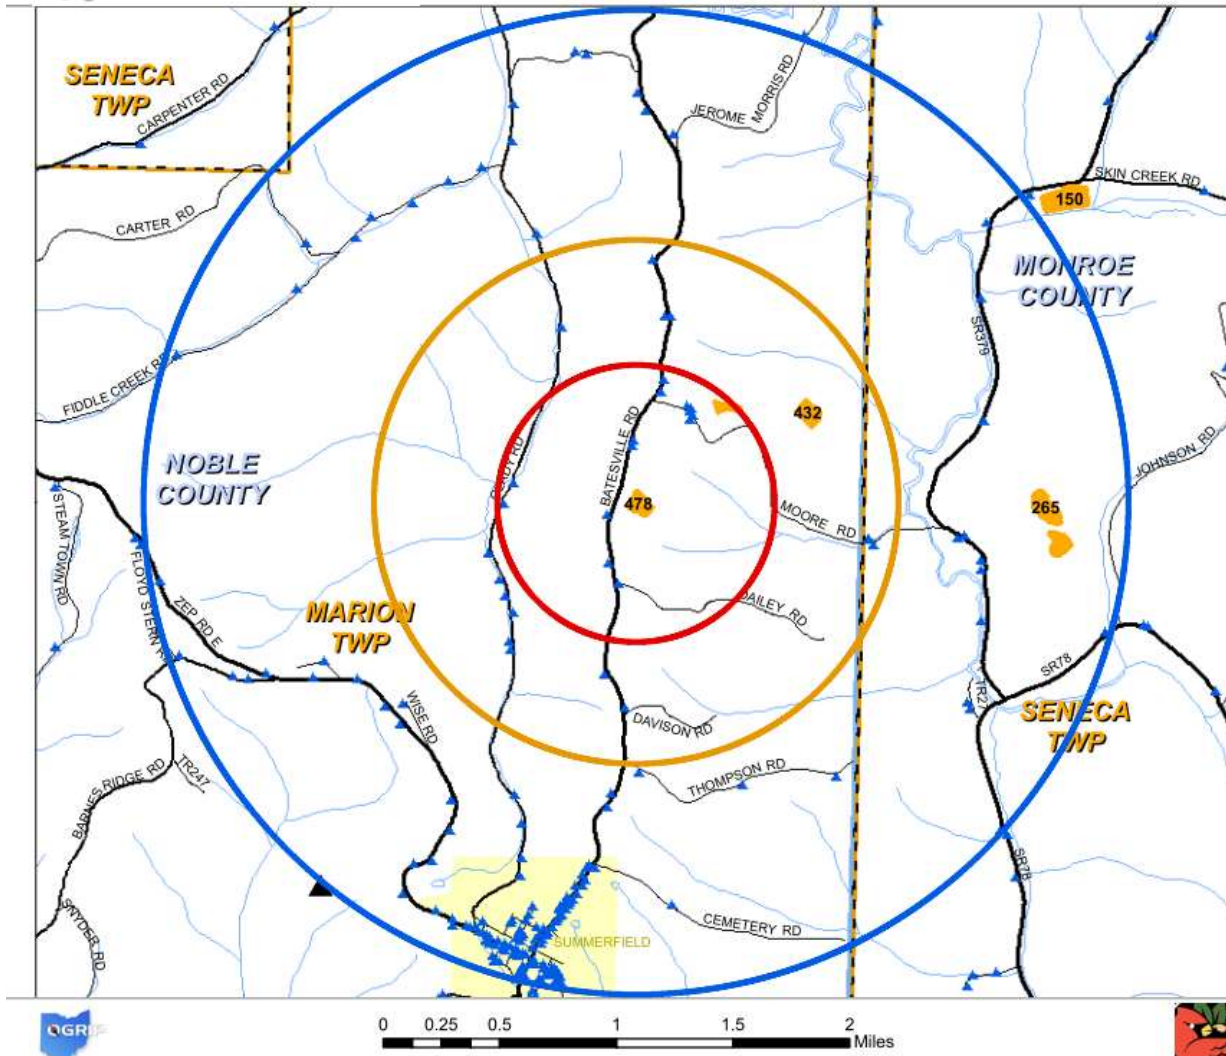 SENECA
TWP
CARPENTER RD
JEROME MORRIS RD
SKIN CREEK RD
150
CARTER RD
MONROE
COUNTY
SR379
FIDDLE CREEK RD
432
BATESVILLE RD
JOHNSON RD
NOBLE
COUNTY
478
265
MOORE RD
STEAM TOWN RD
FLOYD STERN RD
ZEP RD E
MARION
TWP
DAILEY RD
SR78
WISE RD
SENECA
TWP
DAVISON RD
THOMPSON RD
BARNES RIDGE RD
TR247
SR78
SNYDER RD
CEMETERY RD
SUMMERFIELD
0 0.25 0.5 1 1.5 2
Miles